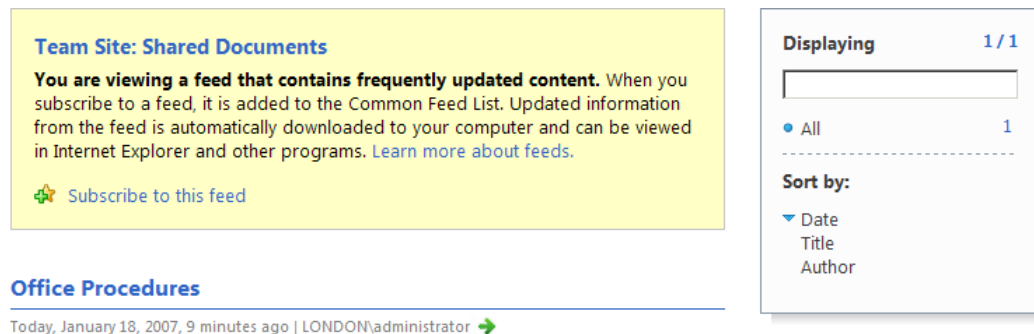 Team Site: Shared Documents
You are viewing a feed that contains frequently updated content. When you
subscribe to a feed, it is added to the Common Feed List. Updated information
from the feed is automatically downloaded to your computer and can be viewed
in Internet Explorer and other programs. Learn more about feeds.
Subscribe to this feed
Office Procedures
Today, January 18, 2007, 9 minutes ago | LONDON\administrator
Displaying 1 / 1
All 1
Sort by:
Date
Title
Author